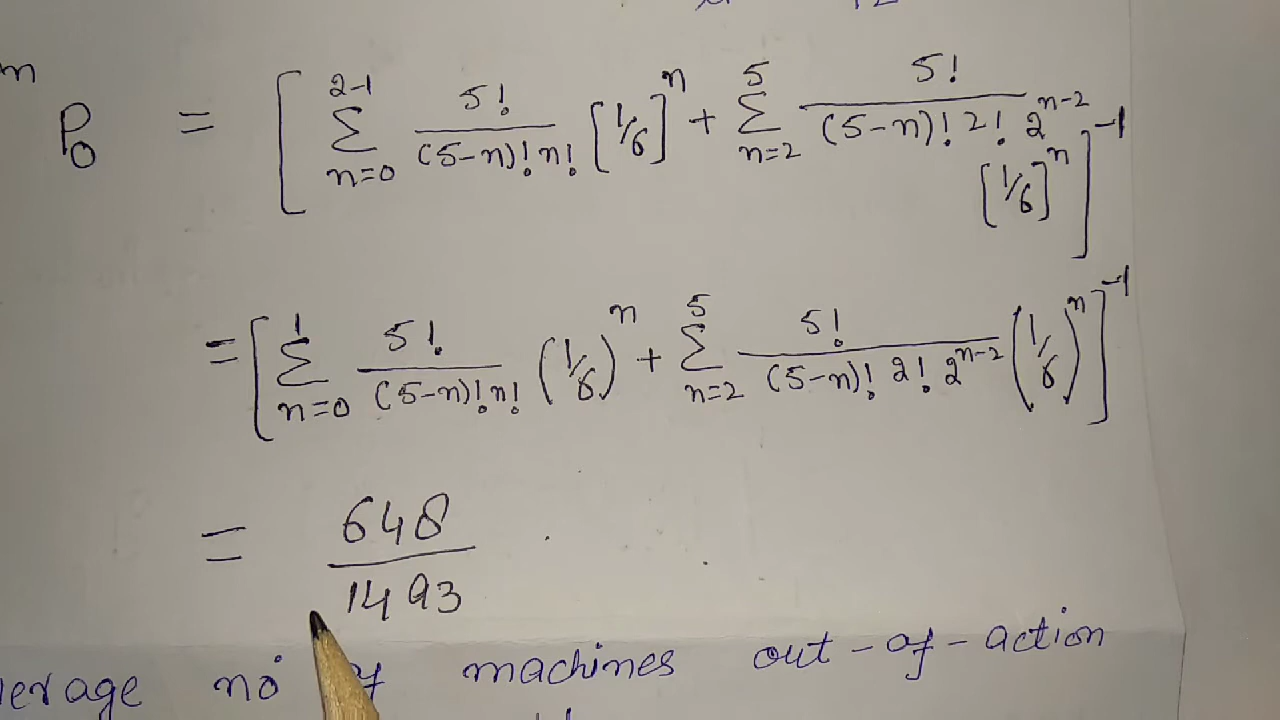 m
P₀ = [ Σ_{n=0}^{2-1} 5!/((5-n)! n!) [1/6]^n + Σ_{n=2}^{5} 5!/((5-n)! 2! 2^{n-2}) [1/6]^n ]^{-1}
= [ Σ_{n=0}^{1} 5!/((5-n)! n!) (1/6)^n + Σ_{n=2}^{5} 5!/((5-n)! 2! 2^{n-2}) (1/6)^n ]^{-1}
= 648/1493
erage no of machines out-of-action